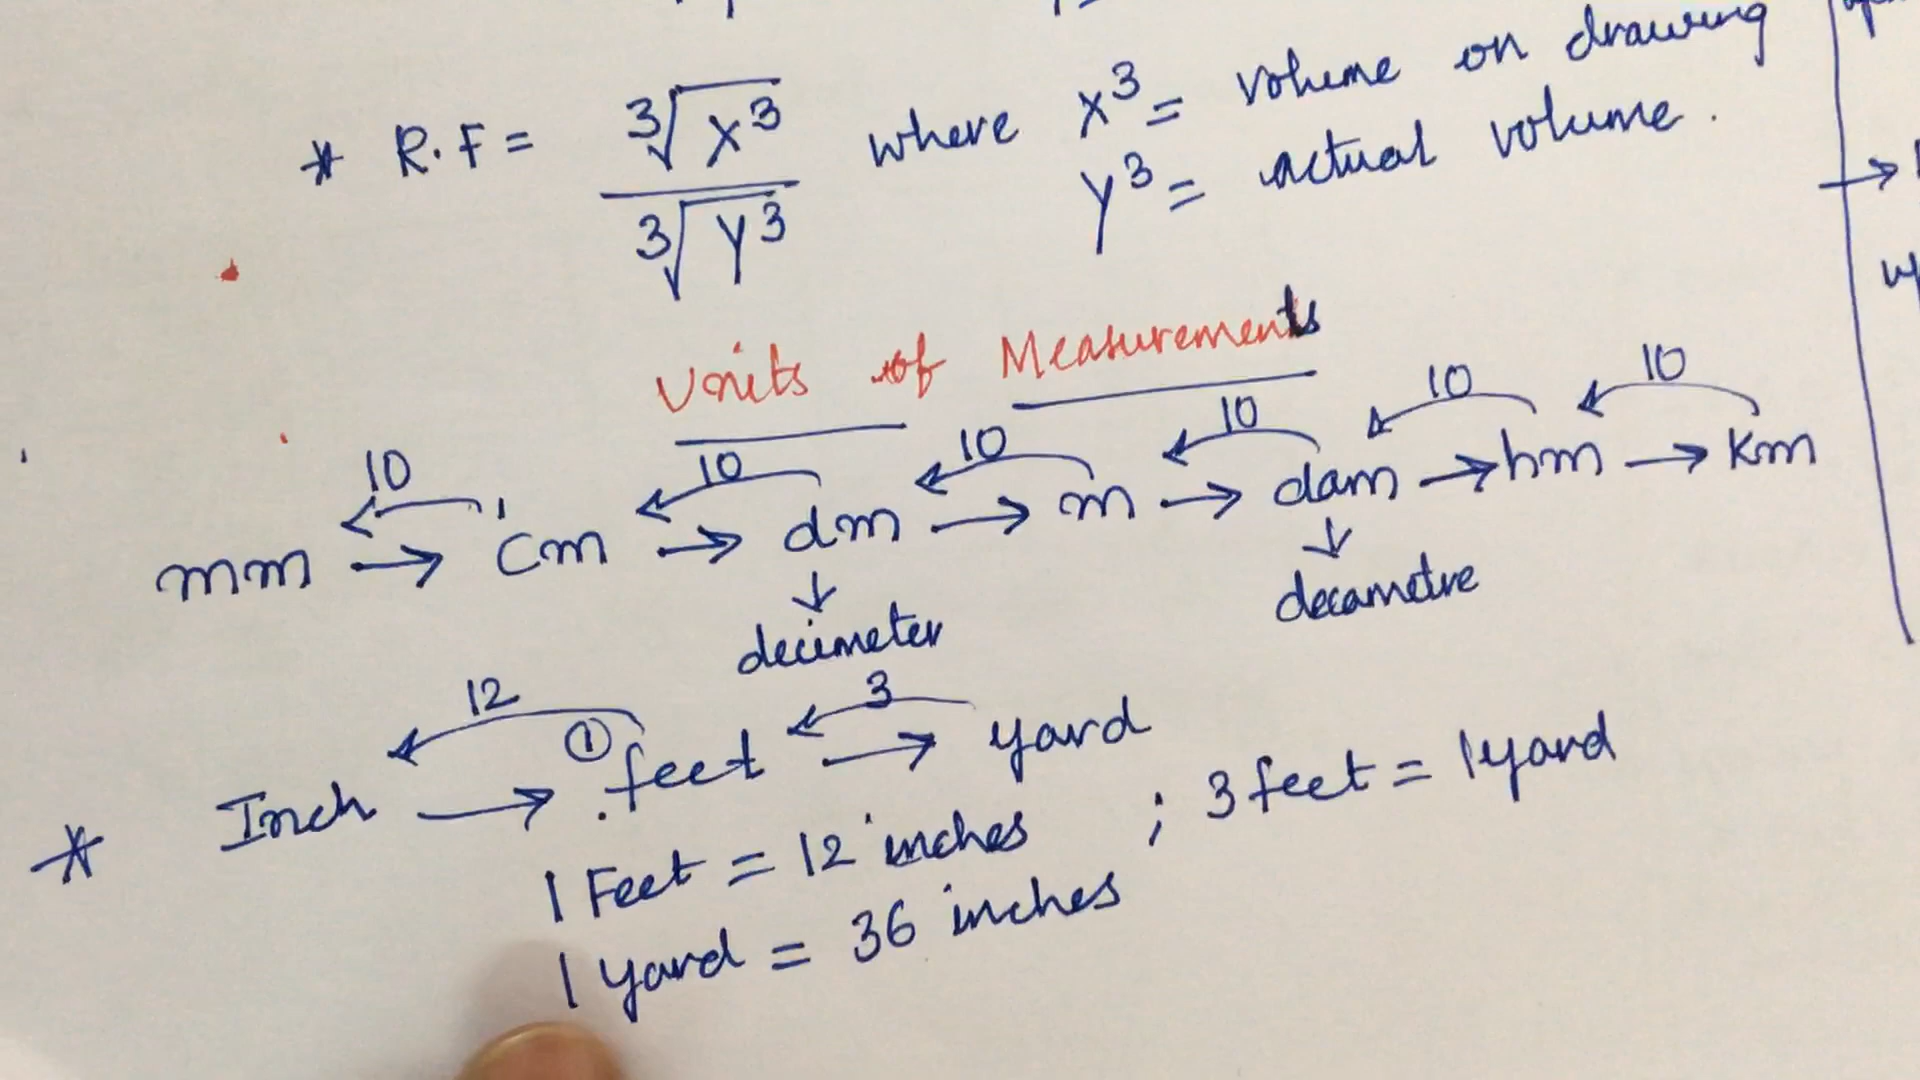 * R.F = ∛x³ / ∛y³ where x³ = volume on drawing
y³ = actual volume.
Units of Measurements
10 10 10 10 10 10
mm → cm → dm → m → dam → hm → km
decimeter decametre
12 3
* Inch → ① feet → yard
1 Feet = 12 inches ; 3 feet = 1 yard
1 yard = 36 inches